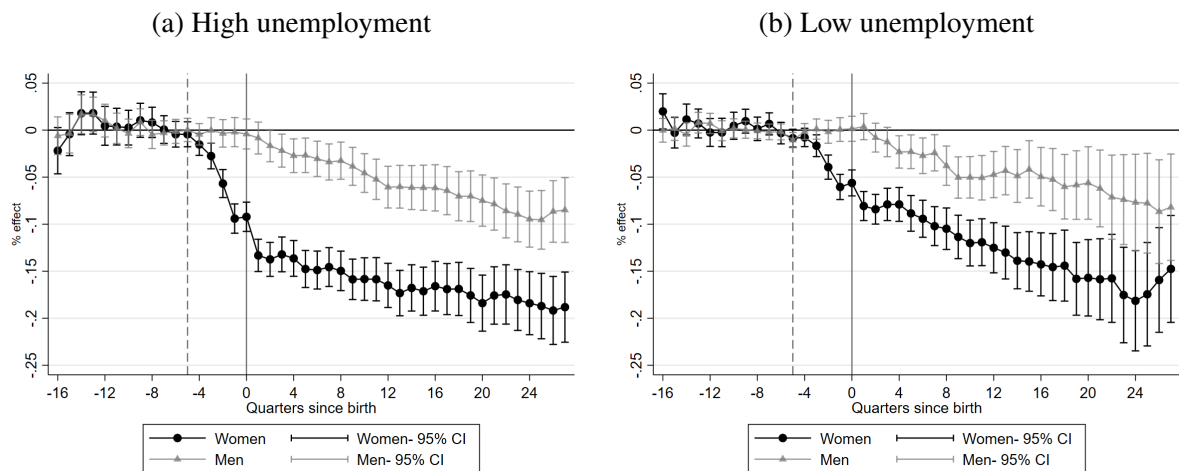 (a) High unemployment
.05
0
-.05
-.1
-.15
-.2
-.25
% effect
-16 -12 -8 -4 0 4 8 12 16 20 24
Quarters since birth
Women Women- 95% CI
Men Men- 95% CI
(b) Low unemployment
.05
0
-.05
-.1
-.15
-.2
-.25
% effect
-16 -12 -8 -4 0 4 8 12 16 20 24
Quarters since birth
Women Women- 95% CI
Men Men- 95% CI